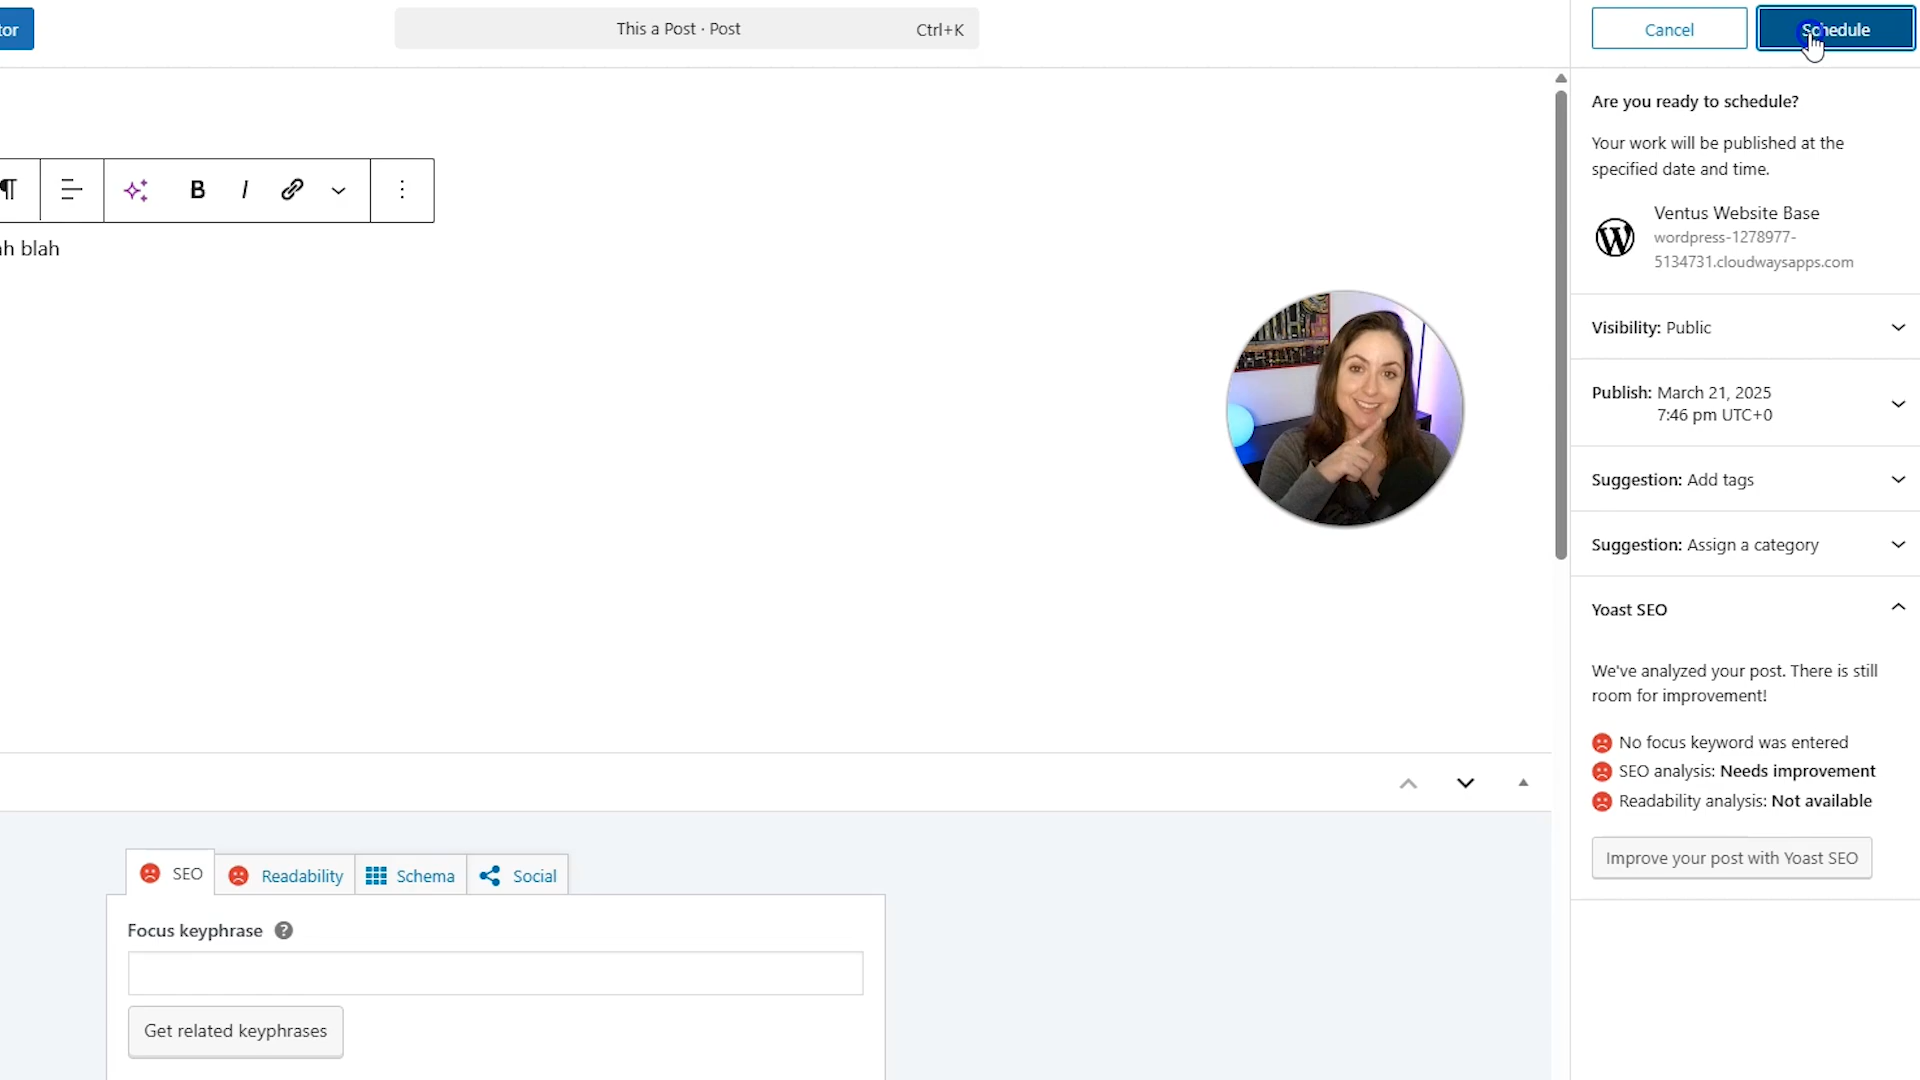 tor
This a Post · Post
Ctrl+K
Cancel
Schedule
Are you ready to schedule?
Your work will be published at the
specified date and time.
Ventus Website Base
wordpress-1278977-
5134731.cloudwaysapps.com
B I
ah blah
Visibility: Public
Publish: March 21, 2025
7:46 pm UTC+0
Suggestion: Add tags
Suggestion: Assign a category
Yoast SEO
We've analyzed your post. There is still
room for improvement!
No focus keyword was entered
SEO analysis: Needs improvement
Readability analysis: Not available
Improve your post with Yoast SEO
SEO
Readability
Schema
Social
Focus keyphrase
Get related keyphrases